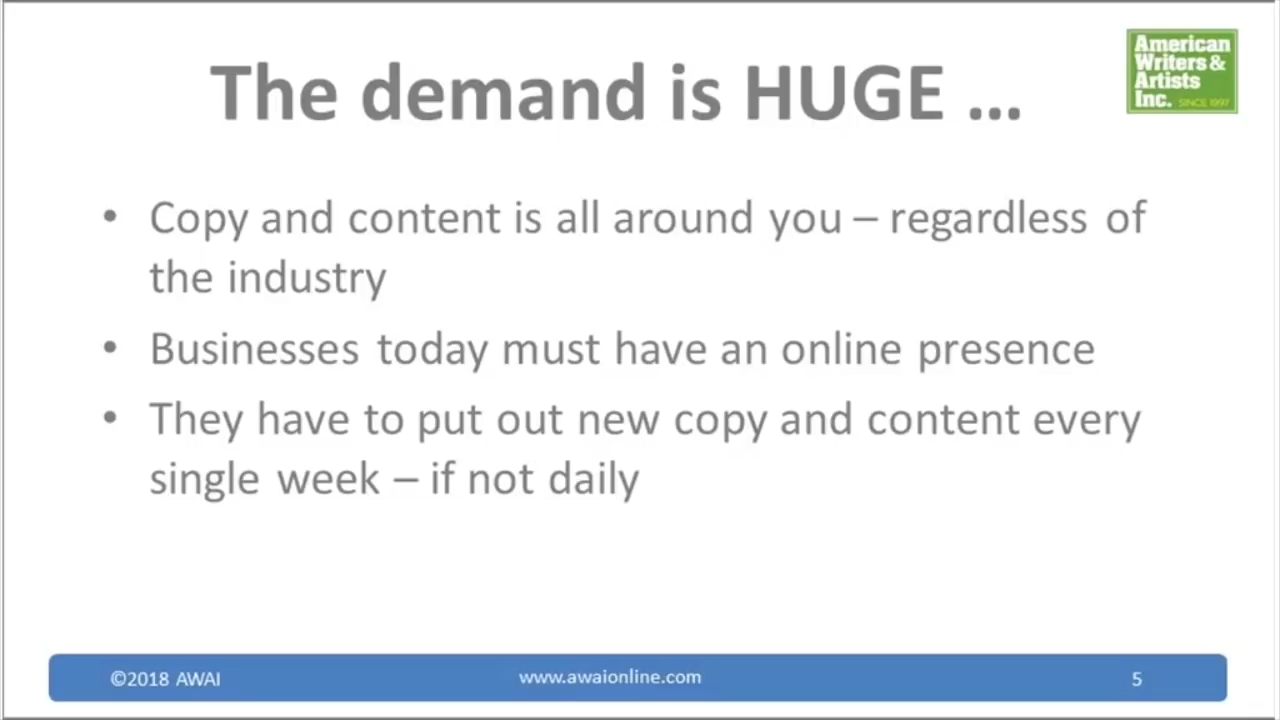 The demand is HUGE ...
American
Writers &
Artists
Inc. SINCE 1997
• Copy and content is all around you – regardless of
the industry
• Businesses today must have an online presence
• They have to put out new copy and content every
single week – if not daily
©2018 AWAI www.awaionline.com 5